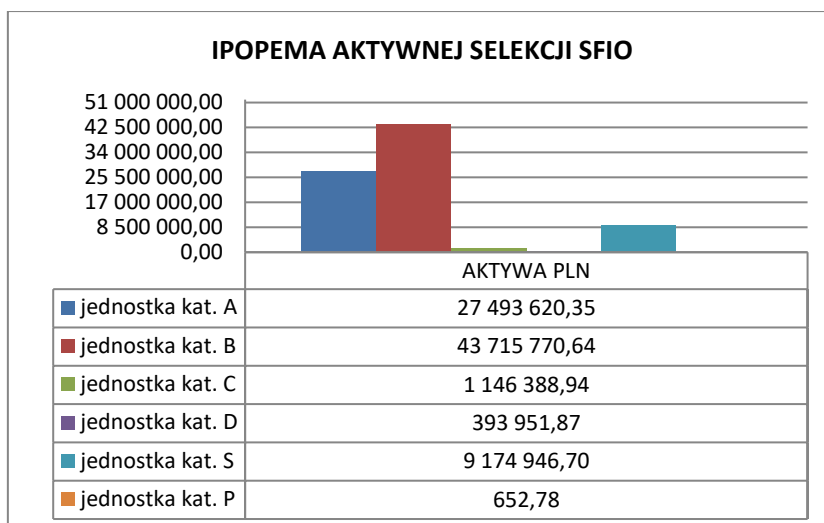 IPOPEMA AKTYWNEJ SELEKCJI SFIO
51 000 000,00
42 500 000,00
34 000 000,00
25 500 000,00
17 000 000,00
8 500 000,00
0,00
AKTYWA PLN
jednostka kat. A 27 493 620,35
jednostka kat. B 43 715 770,64
jednostka kat. C 1 146 388,94
jednostka kat. D 393 951,87
jednostka kat. S 9 174 946,70
jednostka kat. P 652,78